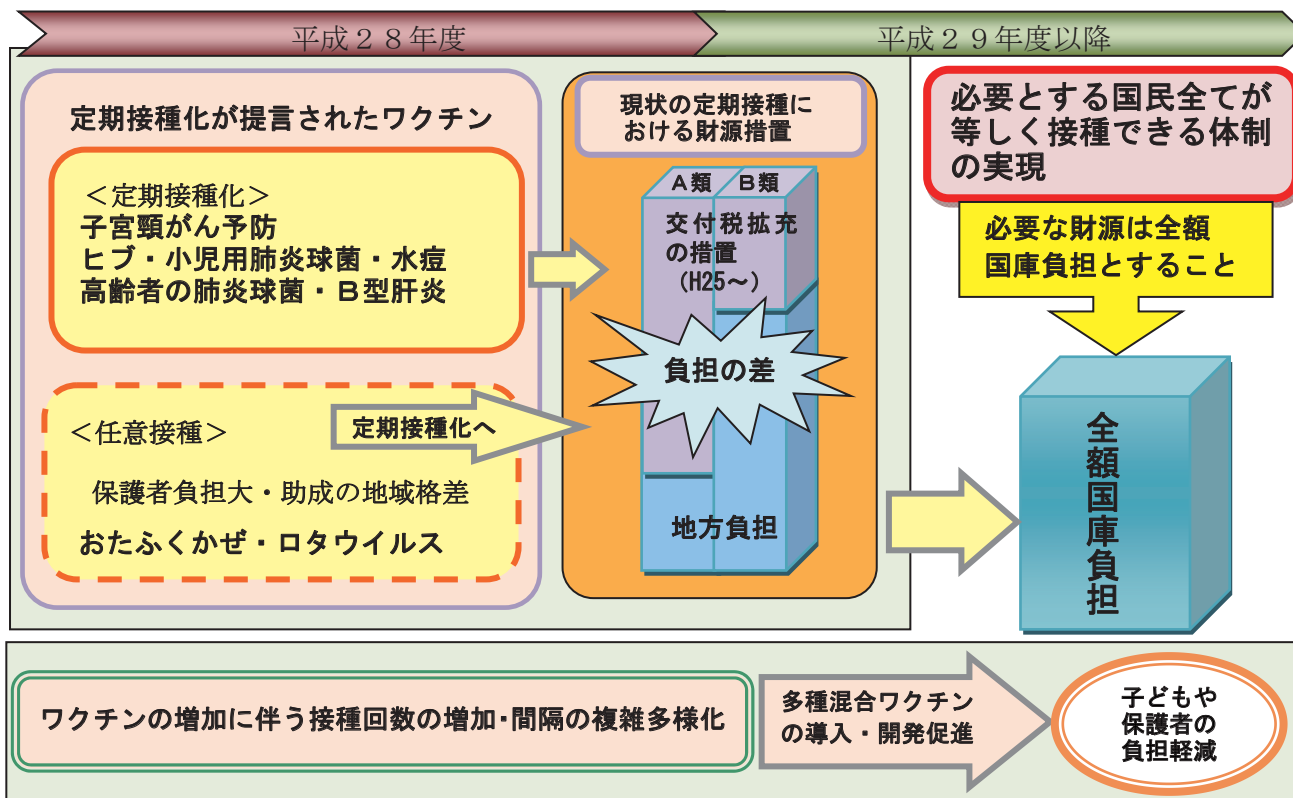 平成２８年度
平成２９年度以降
定期接種化が提言されたワクチン
＜定期接種化＞
子宮頸がん予防
ヒブ・小児用肺炎球菌・水痘
高齢者の肺炎球菌・Ｂ型肝炎
＜任意接種＞
定期接種化へ
保護者負担大・助成の地域格差
おたふくかぜ・ロタウイルス
現状の定期接種に
おける財源措置
Ａ類
Ｂ類
交付税拡充
の措置
(H25～)
負担の差
地方負担
必要とする国民全てが
等しく接種できる体制
の実現
必要な財源は全額
国庫負担とすること
全額国庫負担
ワクチンの増加に伴う接種回数の増加･間隔の複雑多様化
多種混合ワクチン
の導入・開発促進
子どもや
保護者の
負担軽減